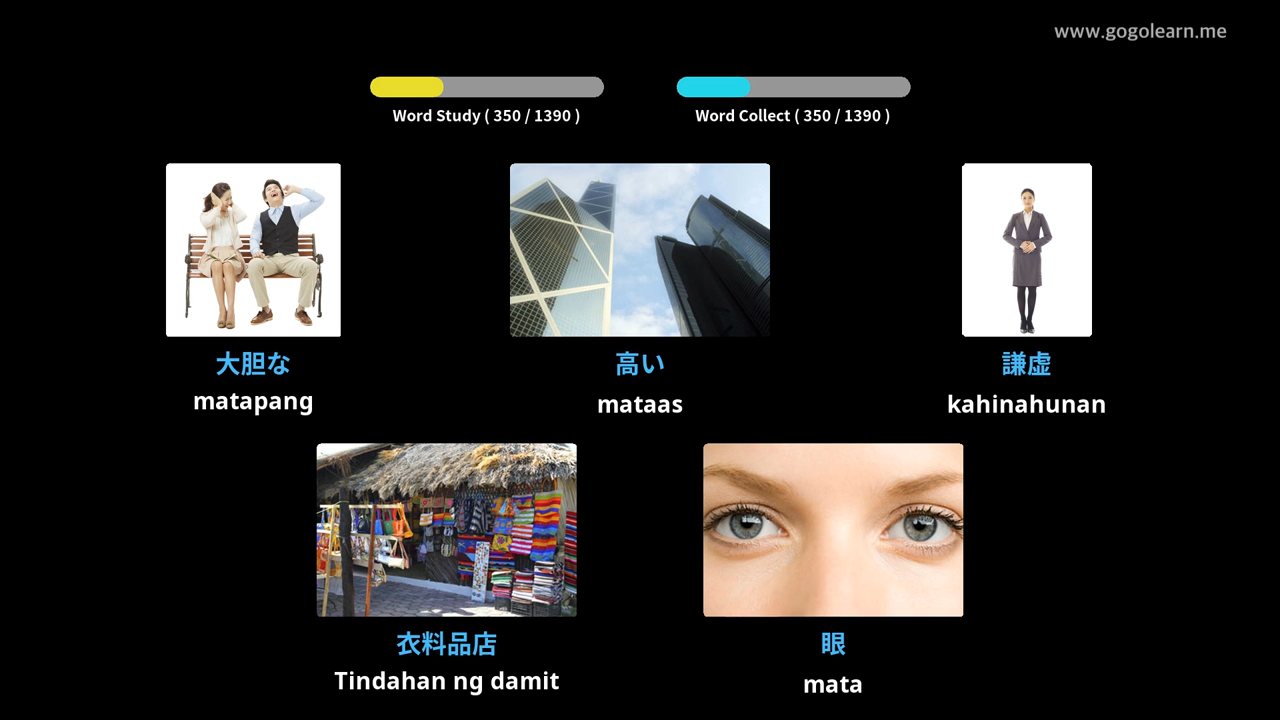 www.gogolearn.me
Word Study ( 350 / 1390 )
Word Collect ( 350 / 1390 )
大胆な
matapang
高い
mataas
謙虚
kahinahunan
衣料品店
Tindahan ng damit
眼
mata